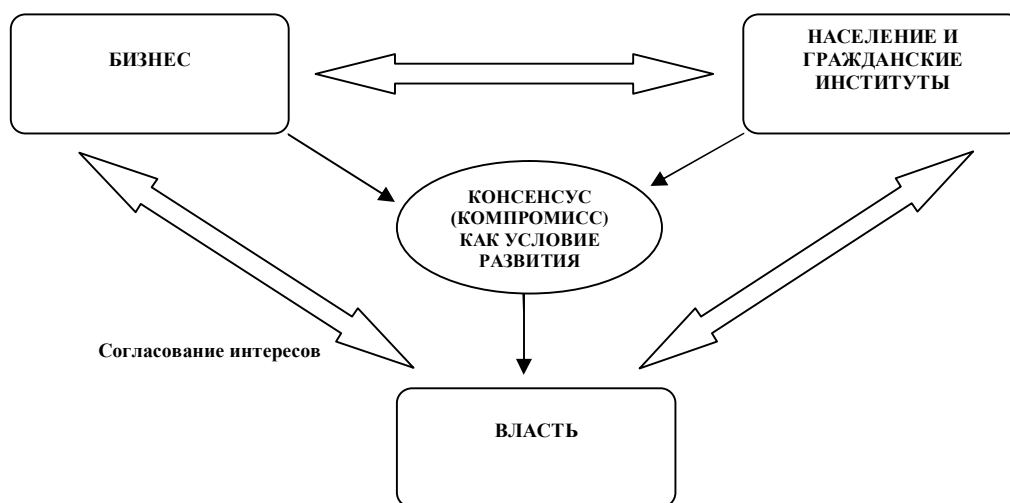 БИЗНЕС
НАСЕЛЕНИЕ И
ГРАЖДАНСКИЕ
ИНСТИТУТЫ
КОНСЕНСУС
(КОМПРОМИСС)
КАК УСЛОВИЕ
РАЗВИТИЯ
Согласование интересов
ВЛАСТЬ